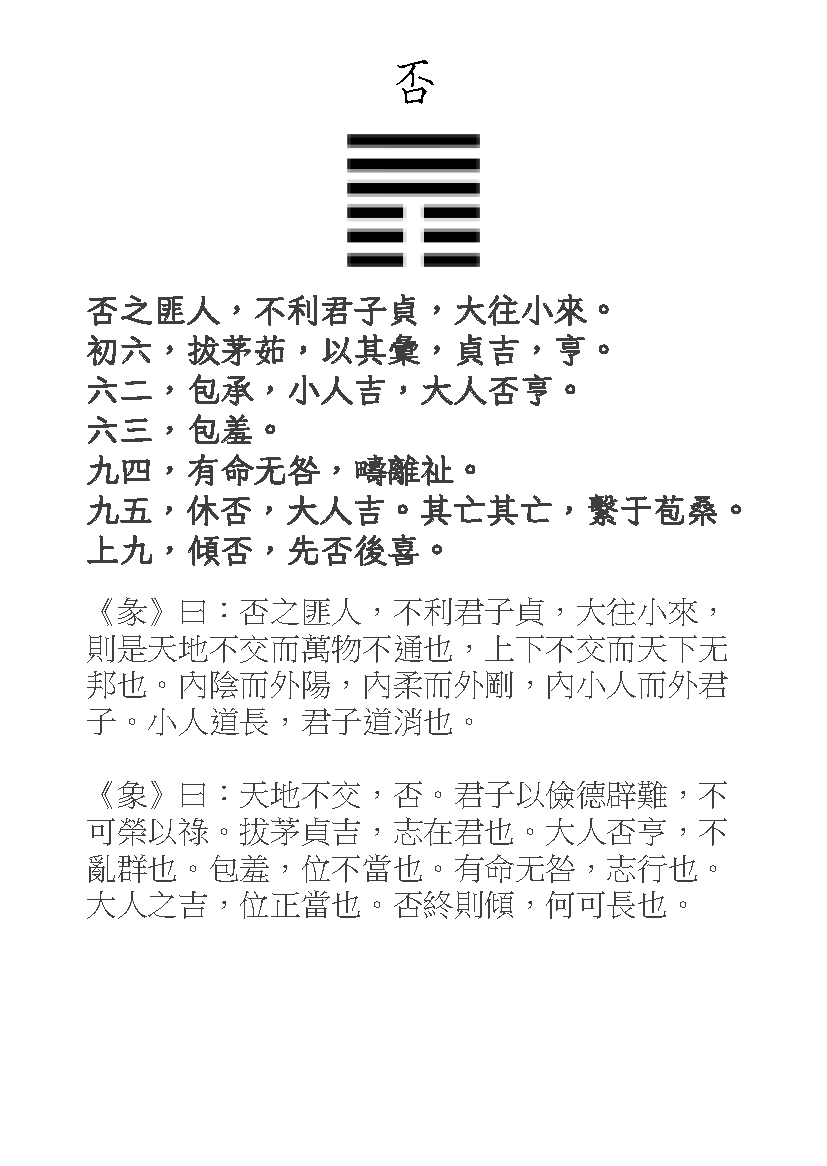 否
否之匪人，不利君子貞，大往小來。
初六，拔茅茹，以其彙，貞吉，亨。
六二，包承，小人吉，大人否亨。
六三，包羞。
九四，有命无咎，疇離祉。
九五，休否，大人吉。其亡其亡，繫于苞桑。
上九，傾否，先否後喜。
《彖》曰：否之匪人，不利君子貞，大往小來，
則是天地不交而萬物不通也，上下不交而天下无
邦也。內陰而外陽，內柔而外剛，內小人而外君
子。小人道長，君子道消也。
《象》曰：天地不交，否。君子以儉德辟難，不
可榮以祿。拔茅貞吉，志在君也。大人否亨，不
亂群也。包羞，位不當也。有命无咎，志行也。
大人之吉，位正當也。否終則傾，何可長也。